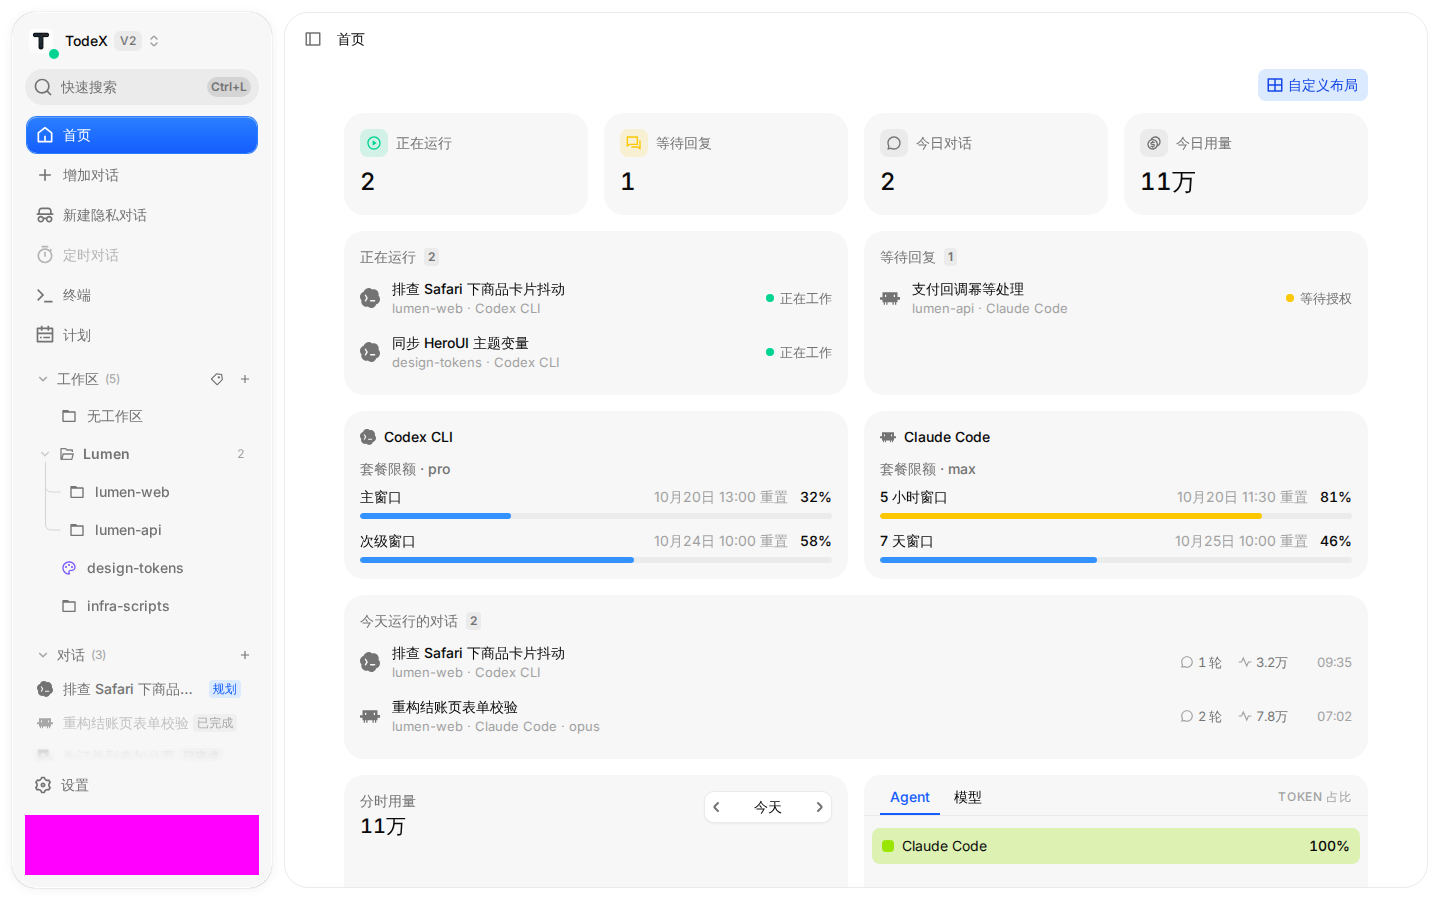 TodeX V2
快速搜索 Ctrl+L
首页
增加对话
新建隐私对话
定时对话
终端
计划
工作区 (5)
无工作区
Lumen 2
lumen-web
lumen-api
design-tokens
infra-scripts
对话 (3)
排查 Safari 下商品... 规划
重构结账页表单校验 已完成
设置
首页
自定义布局
正在运行
2
等待回复
1
今日对话
2
今日用量
11万
正在运行 2
排查 Safari 下商品卡片抖动
lumen-web · Codex CLI
正在工作
同步 HeroUI 主题变量
design-tokens · Codex CLI
正在工作
等待回复 1
支付回调幂等处理
lumen-api · Claude Code
等待授权
Codex CLI
套餐限额 · pro
主窗口 10月20日 13:00 重置 32%
次级窗口 10月24日 10:00 重置 58%
Claude Code
套餐限额 · max
5 小时窗口 10月20日 11:30 重置 81%
7 天窗口 10月25日 10:00 重置 46%
今天运行的对话 2
排查 Safari 下商品卡片抖动
lumen-web · Codex CLI
1 轮 3.2万 09:35
重构结账页表单校验
lumen-web · Claude Code · opus
2 轮 7.8万 07:02
分时用量
11万
今天
Agent 模型 TOKEN 占比
Claude Code 100%